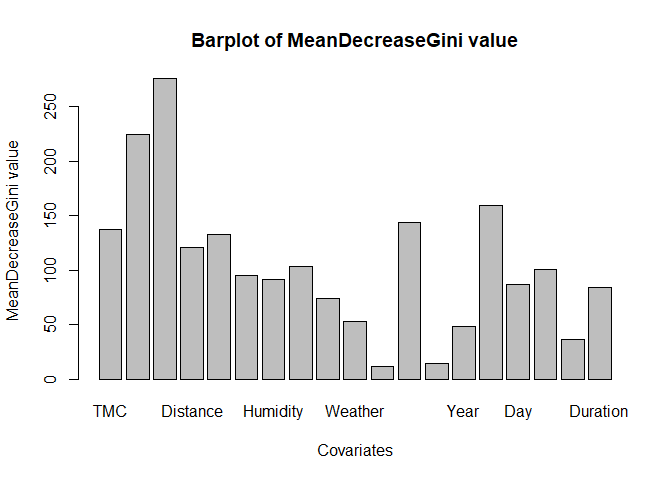 Barplot of MeanDecreaseGini value
MeanDecreaseGini value
250
200
150
100
50
0
TMC Distance Humidity Weather Year Day Duration
Covariates